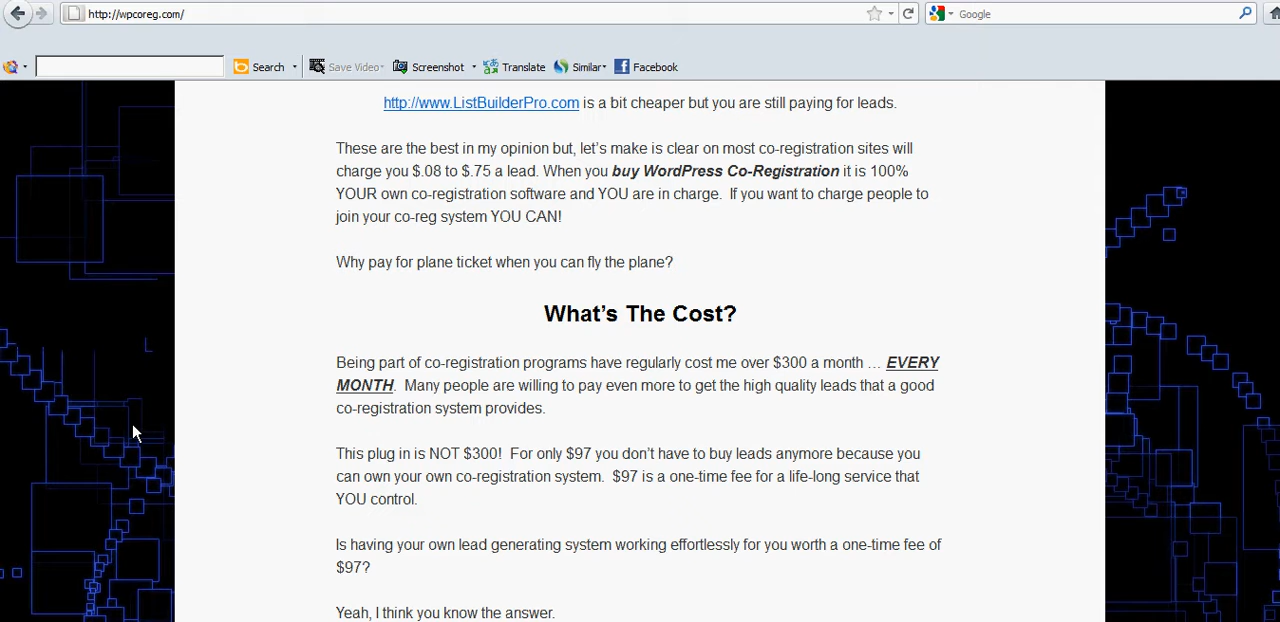 http://wpcoreg.com/
Google
Search
Save Video
Screenshot
Translate
Similar
Facebook
http://www.ListBuilderPro.com is a bit cheaper but you are still paying for leads.
These are the best in my opinion but, let's make is clear on most co-registration sites will
charge you $.08 to $.75 a lead. When you buy WordPress Co-Registration it is 100%
YOUR own co-registration software and YOU are in charge. If you want to charge people to
join your co-reg system YOU CAN!
Why pay for plane ticket when you can fly the plane?
What's The Cost?
Being part of co-registration programs have regularly cost me over $300 a month … EVERY
MONTH. Many people are willing to pay even more to get the high quality leads that a good
co-registration system provides.
This plug in is NOT $300! For only $97 you don't have to buy leads anymore because you
can own your own co-registration system. $97 is a one-time fee for a life-long service that
YOU control.
Is having your own lead generating system working effortlessly for you worth a one-time fee of
$97?
Yeah, I think you know the answer.